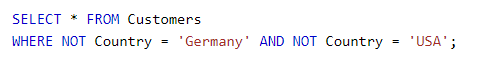 SELECT * FROM Customers
WHERE NOT Country = 'Germany' AND NOT Country = 'USA';